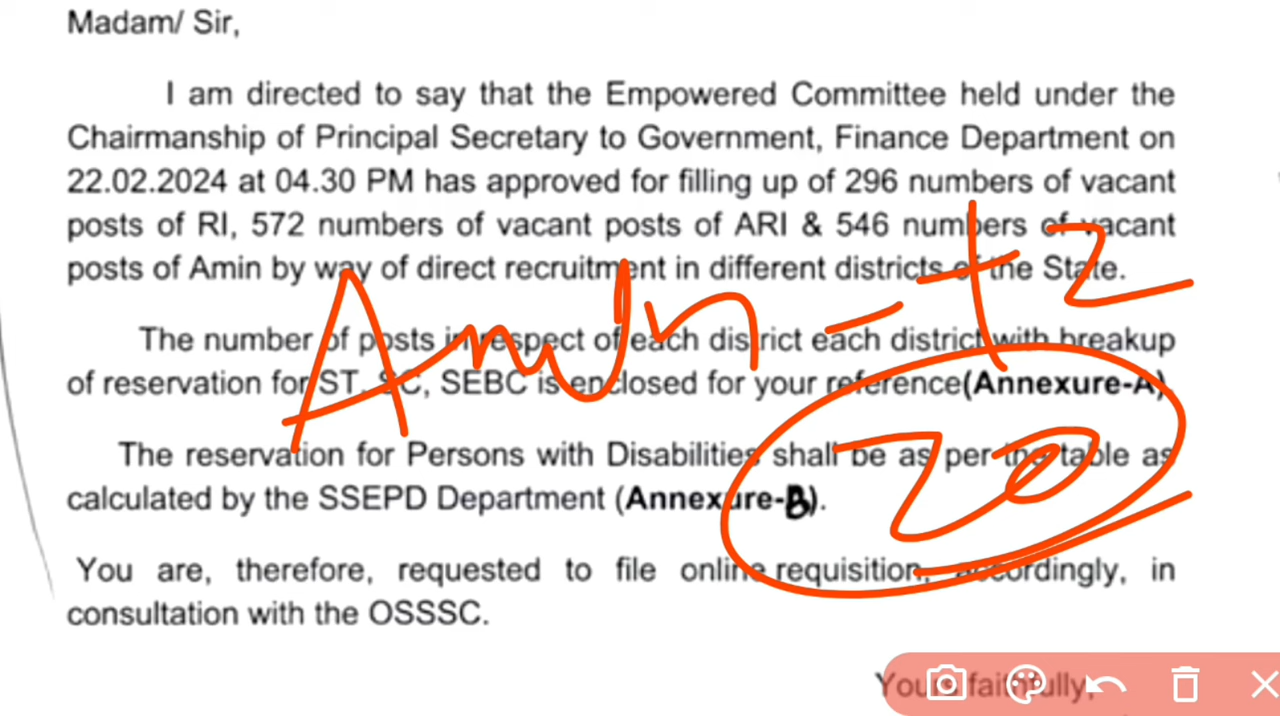 Madam/ Sir,
I am directed to say that the Empowered Committee held under the
Chairmanship of Principal Secretary to Government, Finance Department on
22.02.2024 at 04.30 PM has approved for filling up of 296 numbers of vacant
posts of RI, 572 numbers of vacant posts of ARI & 546 numbers of vacant
posts of Amin by way of direct recruitment in different districts of the State.
The number of posts in respect of each district each district with breakup
of reservation for ST, SC, SEBC is enclosed for your reference(Annexure-A)
The reservation for Persons with Disabilities shall be as per the table as
calculated by the SSEPD Department (Annexure-B).
You are, therefore, requested to file online requisition, accordingly, in
consultation with the OSSSC.
Yours faithfully,
Amin - +2
20